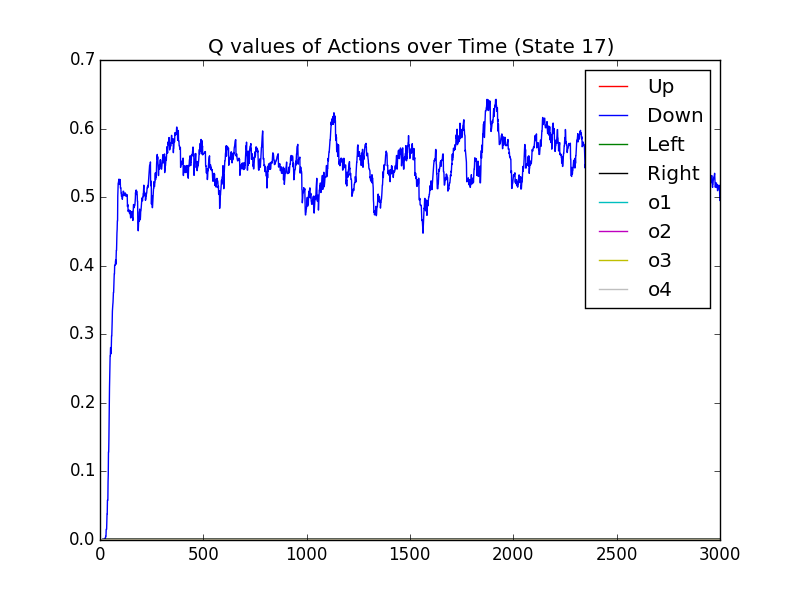 Q values of Actions over Time (State 17)
0.7
0.6
0.5
0.4
0.3
0.2
0.1
0.0
0
500
1000
1500
2000
2500
3000
Up
Down
Left
Right
o1
o2
o3
o4